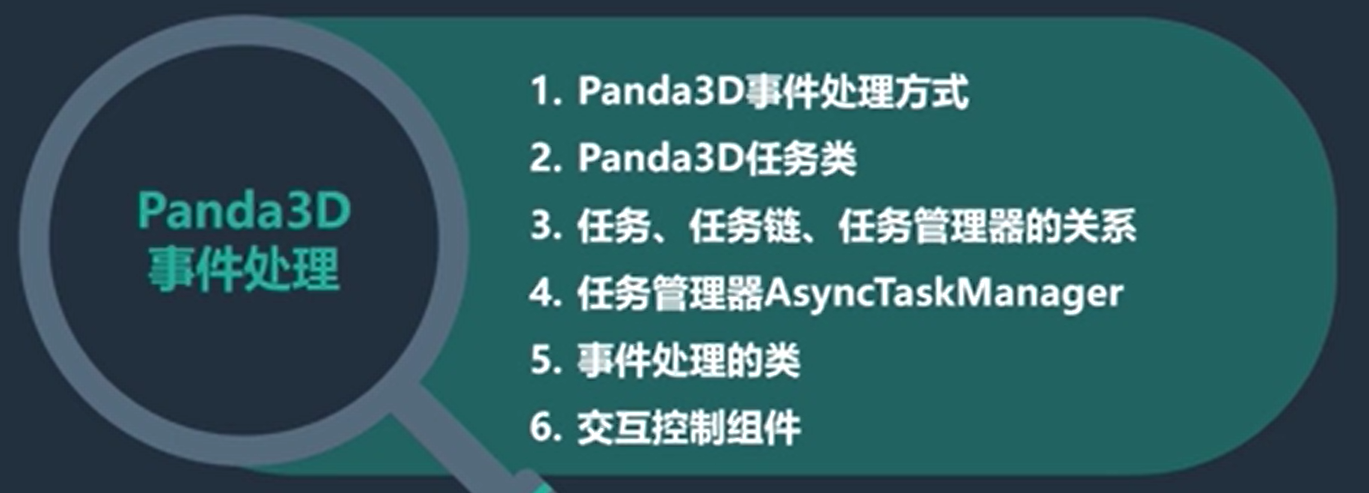 Panda3D
事件处理
1. Panda3D事件处理方式
2. Panda3D任务类
3. 任务、任务链、任务管理器的关系
4. 任务管理器AsyncTaskManager
5. 事件处理的类
6. 交互控制组件